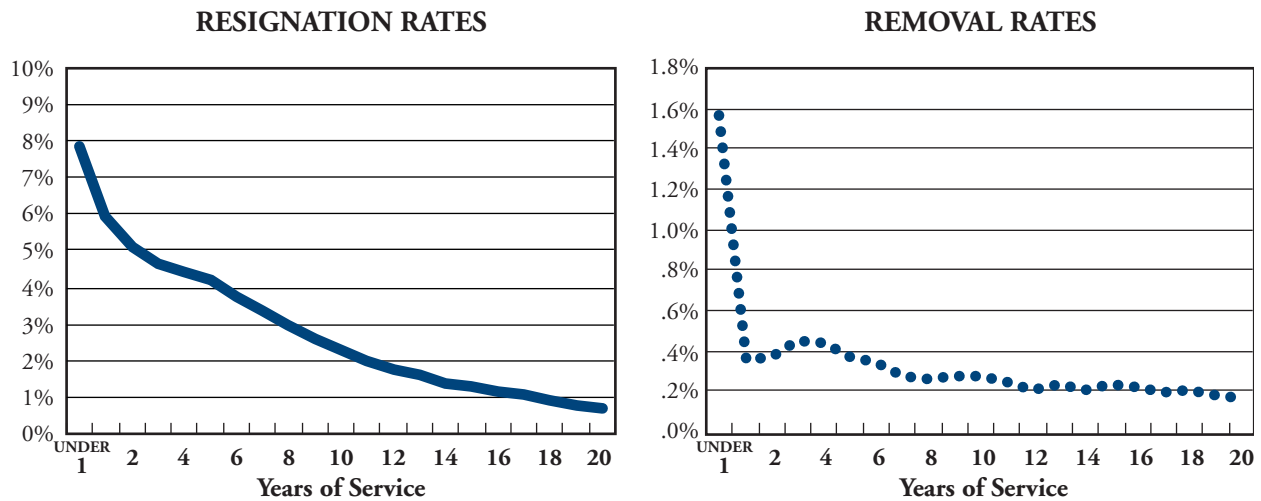 RESIGNATION RATES
10%
9%
8%
7%
6%
5%
4%
3%
2%
1%
0%
UNDER
1 2 4 6 8 10 12 14 16 18 20
Years of Service
REMOVAL RATES
1.8%
1.6%
1.4%
1.2%
1.0%
.8%
.6%
.4%
.2%
.0%
UNDER
1 2 4 6 8 10 12 14 16 18 20
Years of Service